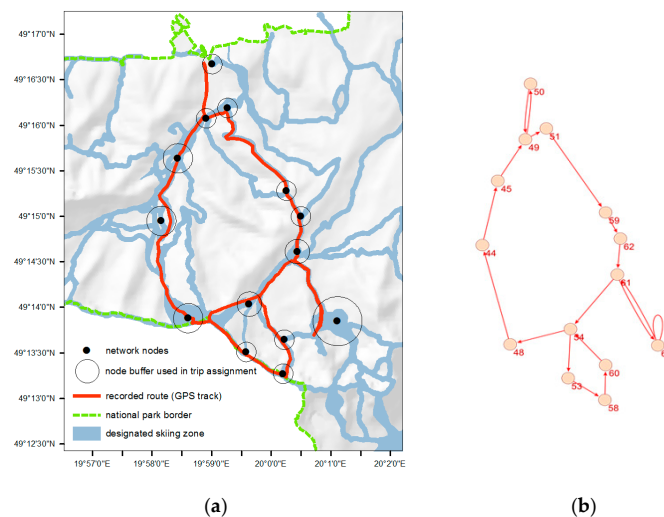 49°17'0"N
49°16'30"N
49°16'0"N
49°15'30"N
49°15'0"N
49°14'30"N
49°14'0"N
49°13'30"N
49°13'0"N
49°12'30"N
network nodes
node buffer used in trip assignment
recorded route (GPS track)
national park border
designated skiing zone
19°57'0"E 19°58'0"E 19°59'0"E 20°0'0"E 20°1'0"E 20°2'0"E
50
51
49
45
59
62
44
61
54
48
6
60
53
58
(a) (b)